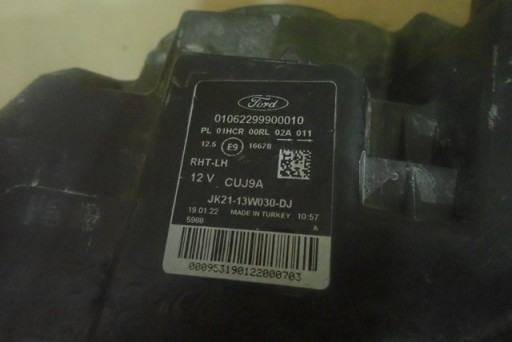 Ford
01062299900010
PL 01HCR 00RL 02A 011
12.5 E9 16678
RHT-LH
12 V CUJ9A
JK21-13W030-DJ
19.01.22 MADE IN TURKEY 10:57
5968 A
000953190122000703